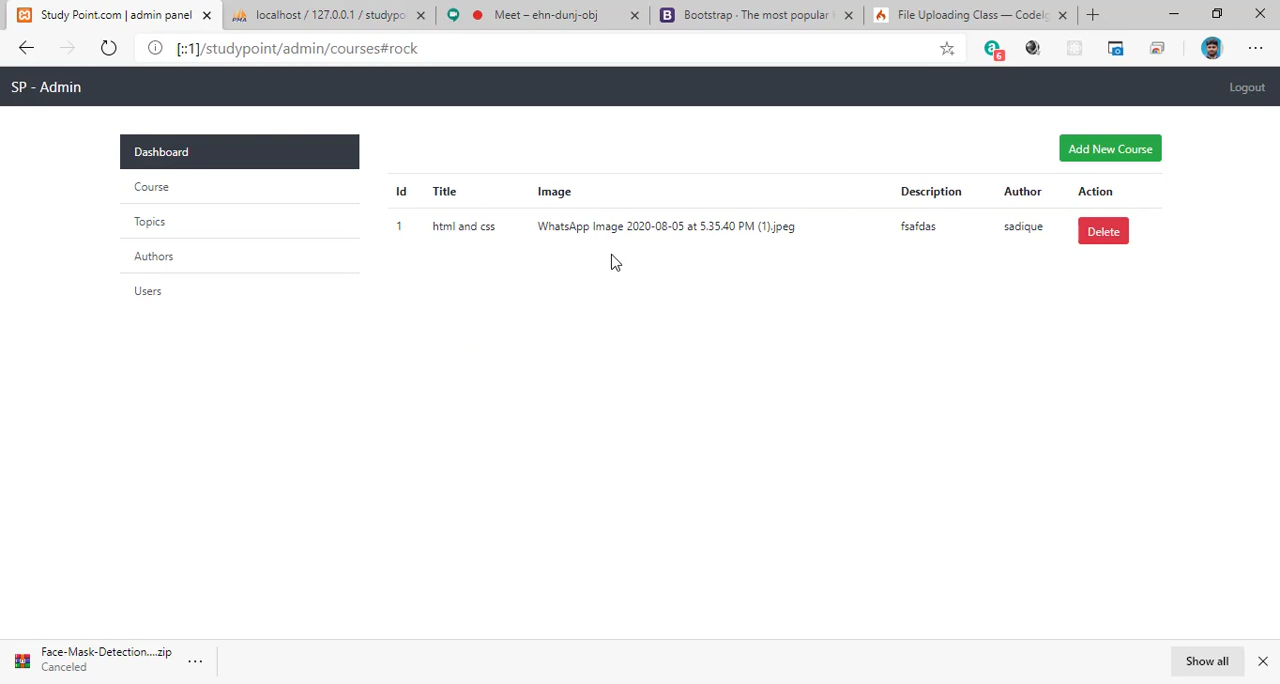 Study Point.com | admin panel
localhost / 127.0.0.1 / studypo
Meet – ehn-dunj-obj
B Bootstrap · The most popular
File Uploading Class — CodeIg
[::1]/studypoint/admin/courses#rock
a 6
SP - Admin Logout
Dashboard
Course
Topics
Authors
Users
Add New Course
Id Title Image Description Author Action
1 html and css WhatsApp Image 2020-08-05 at 5.35.40 PM (1).jpeg fsafdas sadique Delete
Face-Mask-Detection....zip
Canceled
Show all